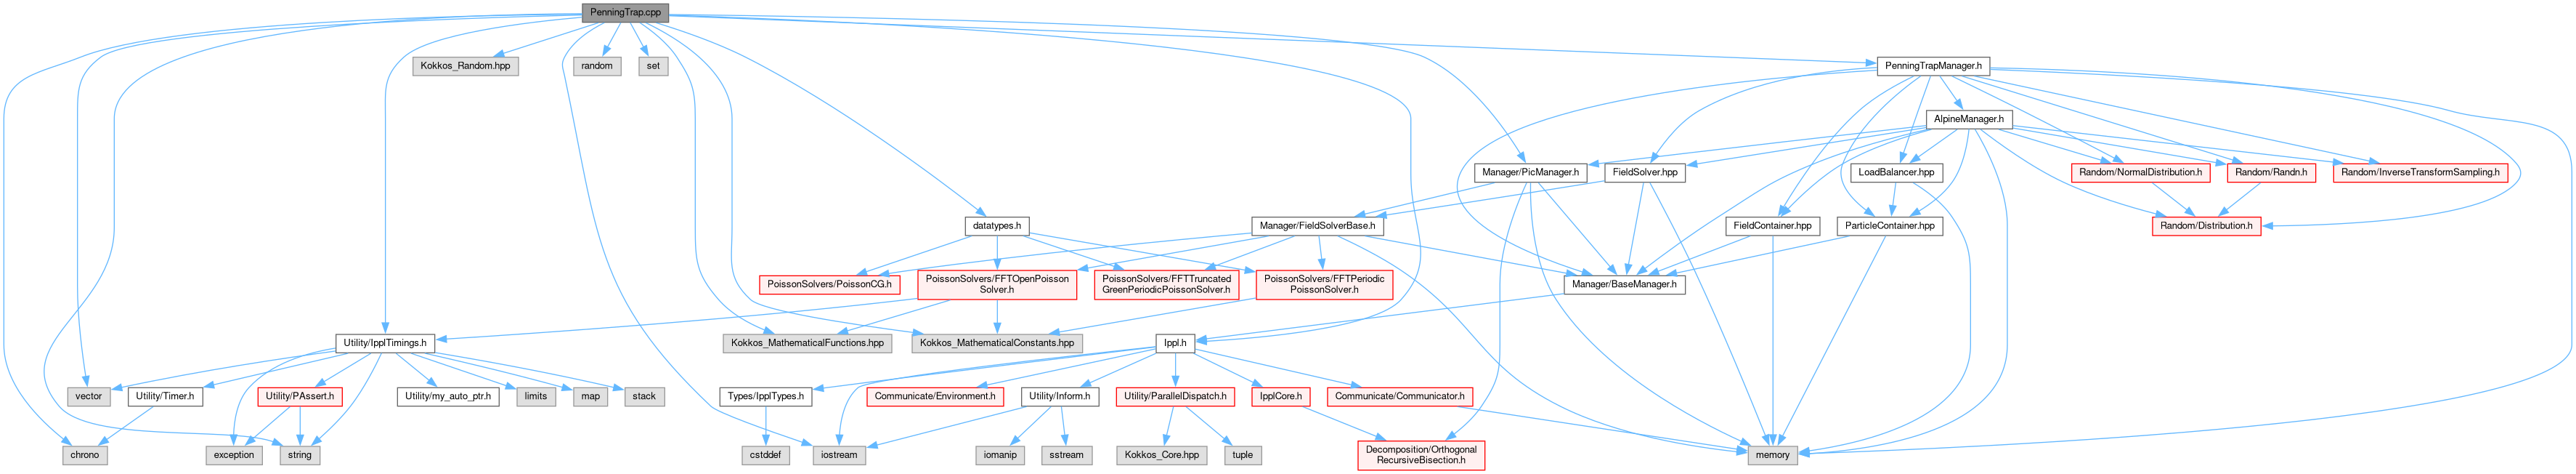 PenningTrap.cpp
Kokkos_Random.hpp
random
set
PenningTrapManager.h
AlpineManager.h
Manager/PicManager.h
FieldSolver.hpp
LoadBalancer.hpp
Random/NormalDistribution.h
Random/Randn.h
Random/InverseTransformSampling.h
datatypes.h
Manager/FieldSolverBase.h
FieldContainer.hpp
ParticleContainer.hpp
Random/Distribution.h
PoissonSolvers/PoissonCG.h
PoissonSolvers/FFTOpenPoisson
Solver.h
PoissonSolvers/FFTTruncated
GreenPeriodicPoissonSolver.h
PoissonSolvers/FFTPeriodic
PoissonSolver.h
Manager/BaseManager.h
Utility/IpplTimings.h
Kokkos_MathematicalFunctions.hpp
Kokkos_MathematicalConstants.hpp
Ippl.h
vector
Utility/Timer.h
Utility/PAssert.h
Utility/my_auto_ptr.h
limits
map
stack
Types/IpplTypes.h
Communicate/Environment.h
Utility/Inform.h
Utility/ParallelDispatch.h
IpplCore.h
Communicate/Communicator.h
chrono
exception
string
cstddef
iostream
iomanip
sstream
Kokkos_Core.hpp
tuple
Decomposition/Orthogonal
RecursiveBisection.h
memory